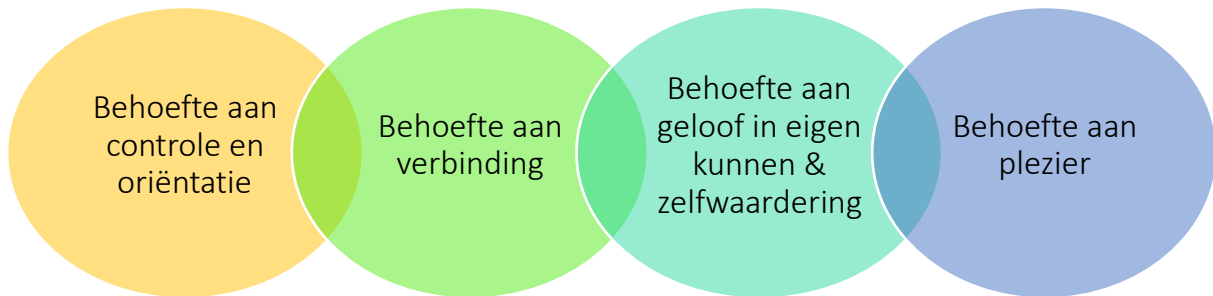 Behoefte aan
controle en
oriëntatie
Behoefte aan
verbinding
Behoefte aan
geloof in eigen
kunnen &
zelfwaardering
Behoefte aan
plezier